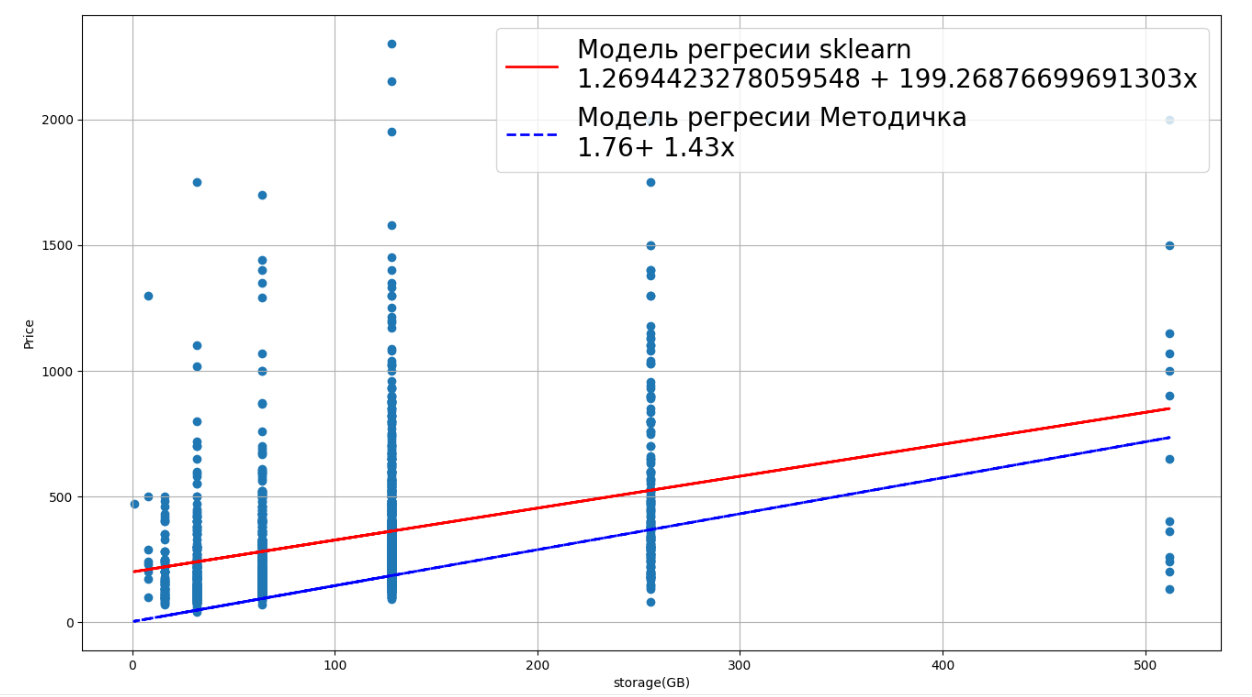 Модель регресии sklearn
1.2694423278059548 + 199.26876699691303x
Модель регресии Методичка
1.76+ 1.43x
2000
1500
1000
500
0
Price
0 100 200 300 400 500
storage(GB)